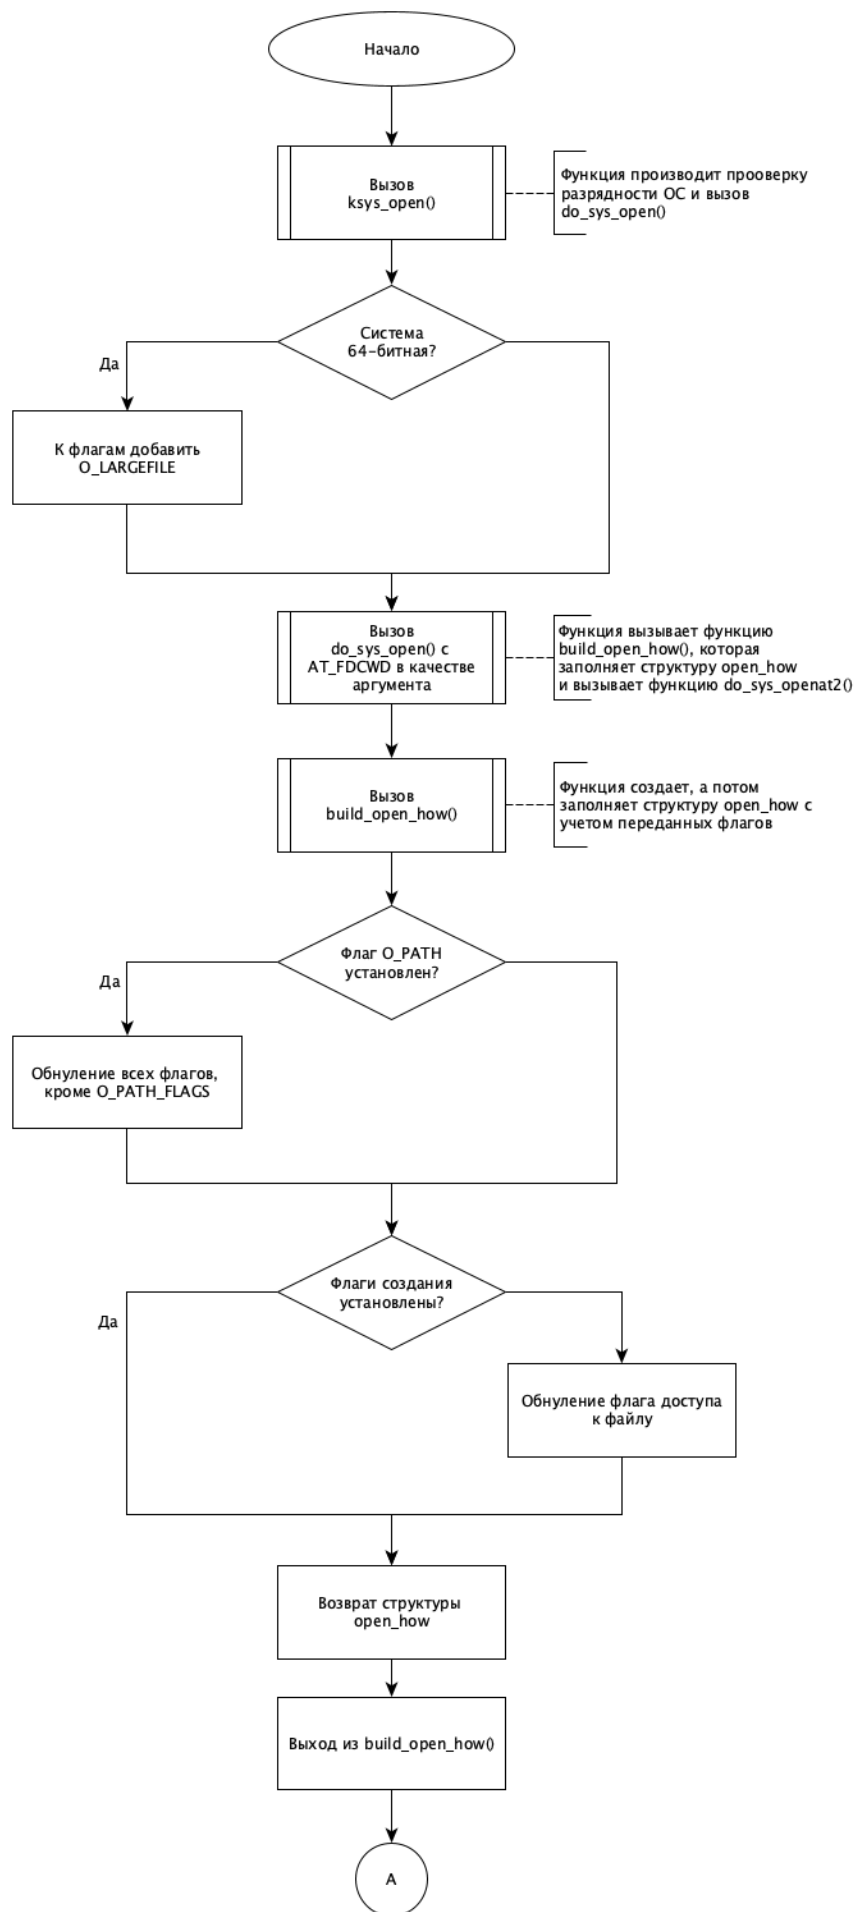 Начало
Вызов
ksys_open()
Функция производит прооверку
разрядности ОС и вызов
do_sys_open()
Система
64-битная?
Да
К флагам добавить
O_LARGEFILE
Вызов
do_sys_open() с
AT_FDCWD в качестве
аргумента
Функция вызывает функцию
build_open_how(), которая
заполняет структуру open_how
и вызывает функцию do_sys_openat2()
Вызов
build_open_how()
Функция создает, а потом
заполняет структуру open_how с
учетом переданных флагов
Флаг O_PATH
установлен?
Да
Обнуление всех флагов,
кроме O_PATH_FLAGS
Флаги создания
установлены?
Да
Обнуление флага доступа
к файлу
Возврат структуры
open_how
Выход из build_open_how()
A